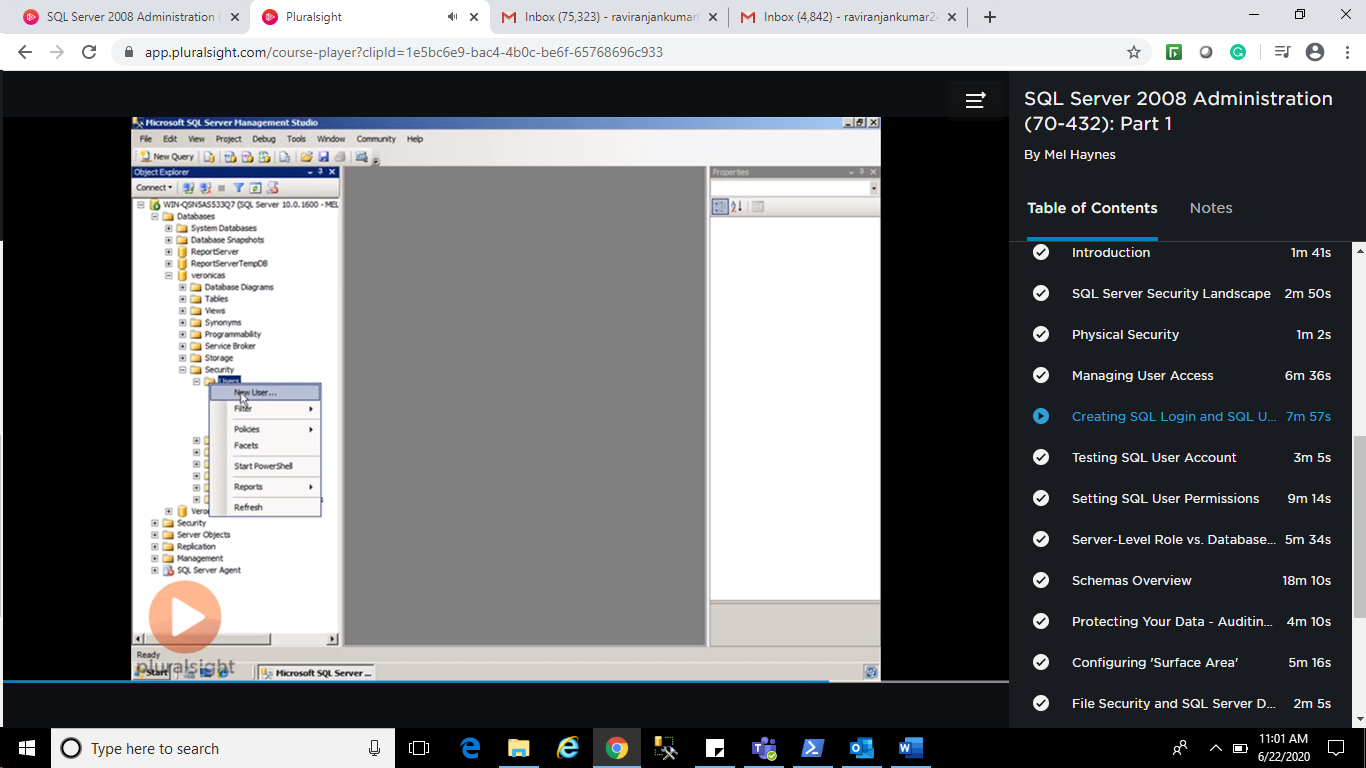 SQL Server 2008 Administration (
Pluralsight
Inbox (75,323) - raviranjankumar
Inbox (4,842) - raviranjankumar2
app.pluralsight.com/course-player?clipId=1e5bc6e9-bac4-4b0c-be6f-65768696c933
Microsoft SQL Server Management Studio
File Edit View Project Debug Tools Window Community Help
New Query
Object Explorer
Properties
Connect
WIN-QSN5AS533Q7 (SQL Server 10.0.1600 - MEL
Databases
System Databases
Database Snapshots
ReportServer
ReportServerTempDB
veronicas
Database Diagrams
Tables
Views
Synonyms
Programmability
Service Broker
Storage
Security
Users
New User...
Filter
Policies
Facets
Start PowerShell
Reports
Refresh
Vero
Security
Server Objects
Replication
Management
SQL Server Agent
Ready
pluralsight
Start
Microsoft SQL Server ...
SQL Server 2008 Administration
(70-432): Part 1
By Mel Haynes
Table of Contents Notes
Introduction 1m 41s
SQL Server Security Landscape 2m 50s
Physical Security 1m 2s
Managing User Access 6m 36s
Creating SQL Login and SQL U... 7m 57s
Testing SQL User Account 3m 5s
Setting SQL User Permissions 9m 14s
Server-Level Role vs. Database... 5m 34s
Schemas Overview 18m 10s
Protecting Your Data - Auditin... 4m 10s
Configuring 'Surface Area' 5m 16s
File Security and SQL Server D... 2m 5s
Type here to search
11:01 AM
6/22/2020